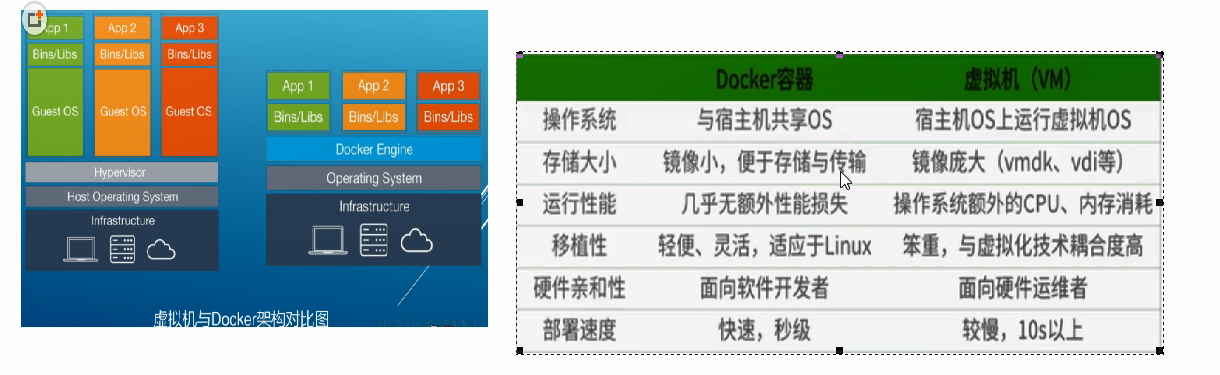 App 1 App 2 App 3
Bins/Libs Bins/Libs Bins/Libs
Guest OS Guest OS Guest OS
Hypervisor
Host Operating System
Infrastructure
App 1 App 2 App 3
Bins/Libs Bins/Libs Bins/Libs
Docker Engine
Operating System
Infrastructure
虚拟机与Docker架构对比图
Docker容器 虚拟机（VM）
操作系统 与宿主机共享OS 宿主机OS上运行虚拟机OS
存储大小 镜像小，便于存储与传输 镜像庞大（vmdk、vdi等）
运行性能 几乎无额外性能损失 操作系统额外的CPU、内存消耗
移植性 轻便、灵活，适应于Linux 笨重，与虚拟化技术耦合度高
硬件亲和性 面向软件开发者 面向硬件运维者
部署速度 快速，秒级 较慢，10s以上